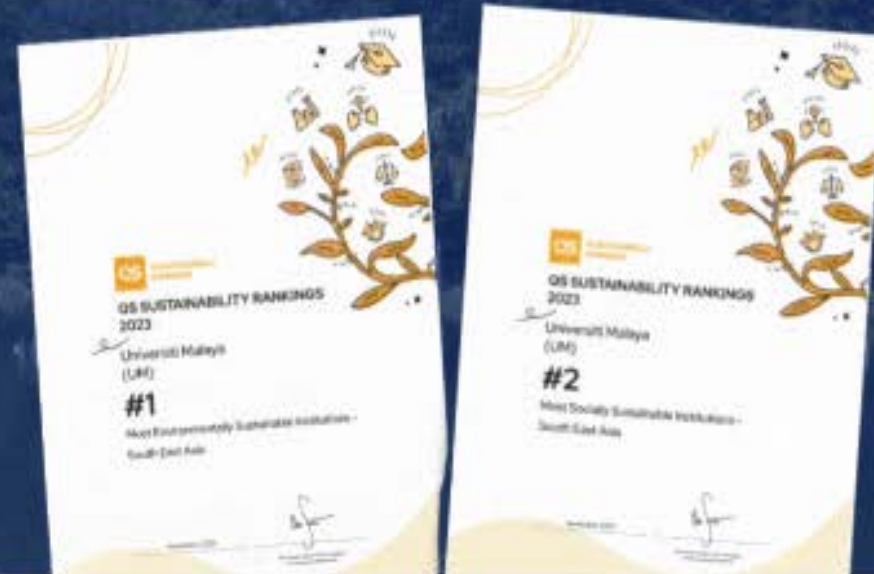 QS
QS SUSTAINABILITY RANKINGS
2023
Universiti Malaya
(UM)
#1
Most Environmentally Sustainable Institutions –
South East Asia
QS
QS SUSTAINABILITY RANKINGS
2023
Universiti Malaya
(UM)
#2
Most Socially Sustainable Institutions –
South East Asia